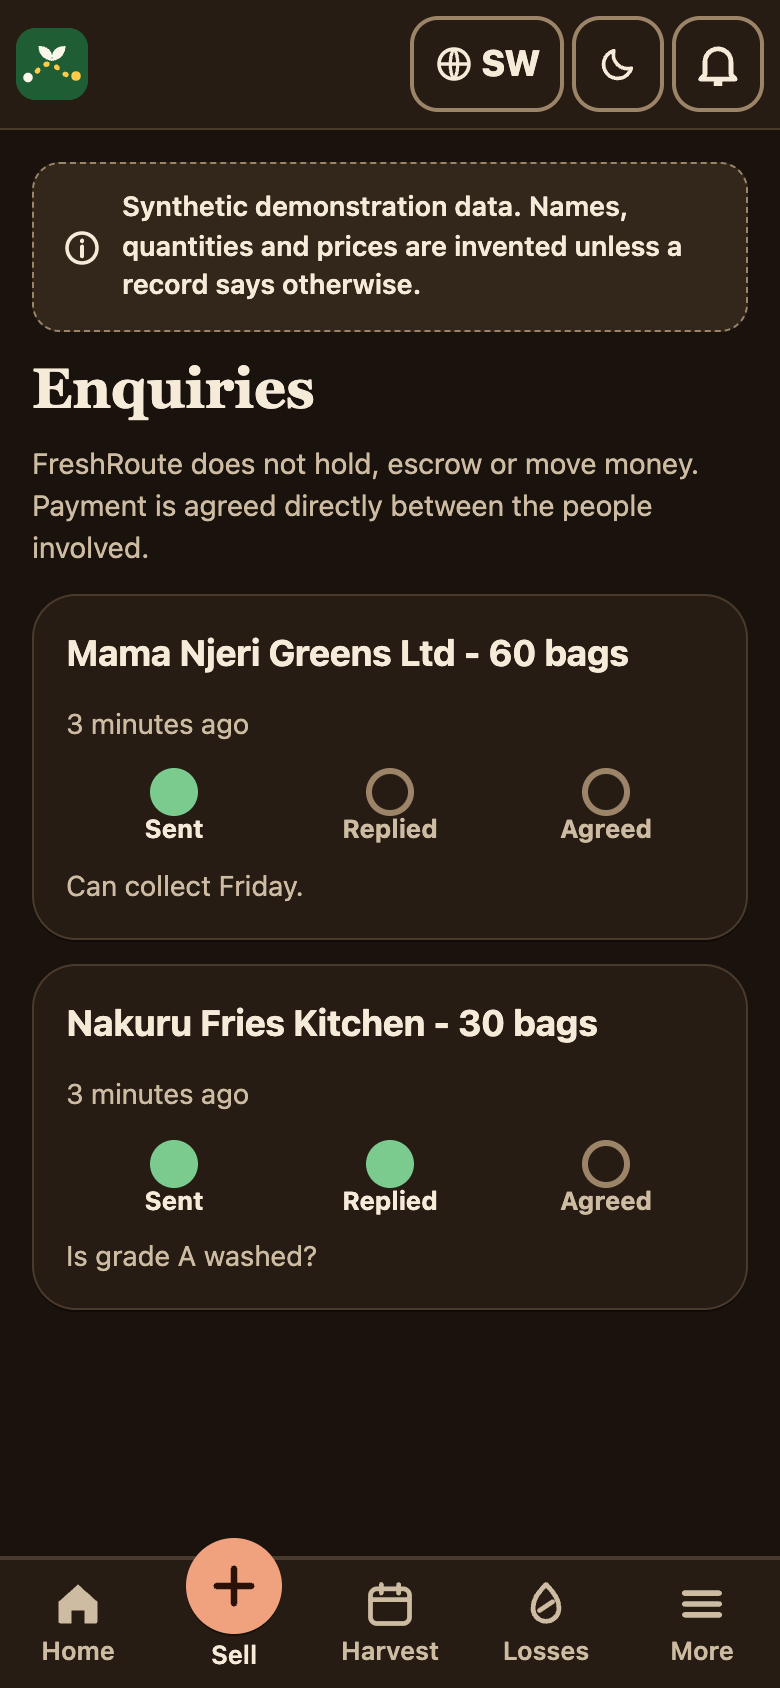 SW
Synthetic demonstration data. Names,
quantities and prices are invented unless a
record says otherwise.
Enquiries
FreshRoute does not hold, escrow or move money.
Payment is agreed directly between the people
involved.
Mama Njeri Greens Ltd - 60 bags
3 minutes ago
Sent Replied Agreed
Can collect Friday.
Nakuru Fries Kitchen - 30 bags
3 minutes ago
Sent Replied Agreed
Is grade A washed?
Home Sell Harvest Losses More